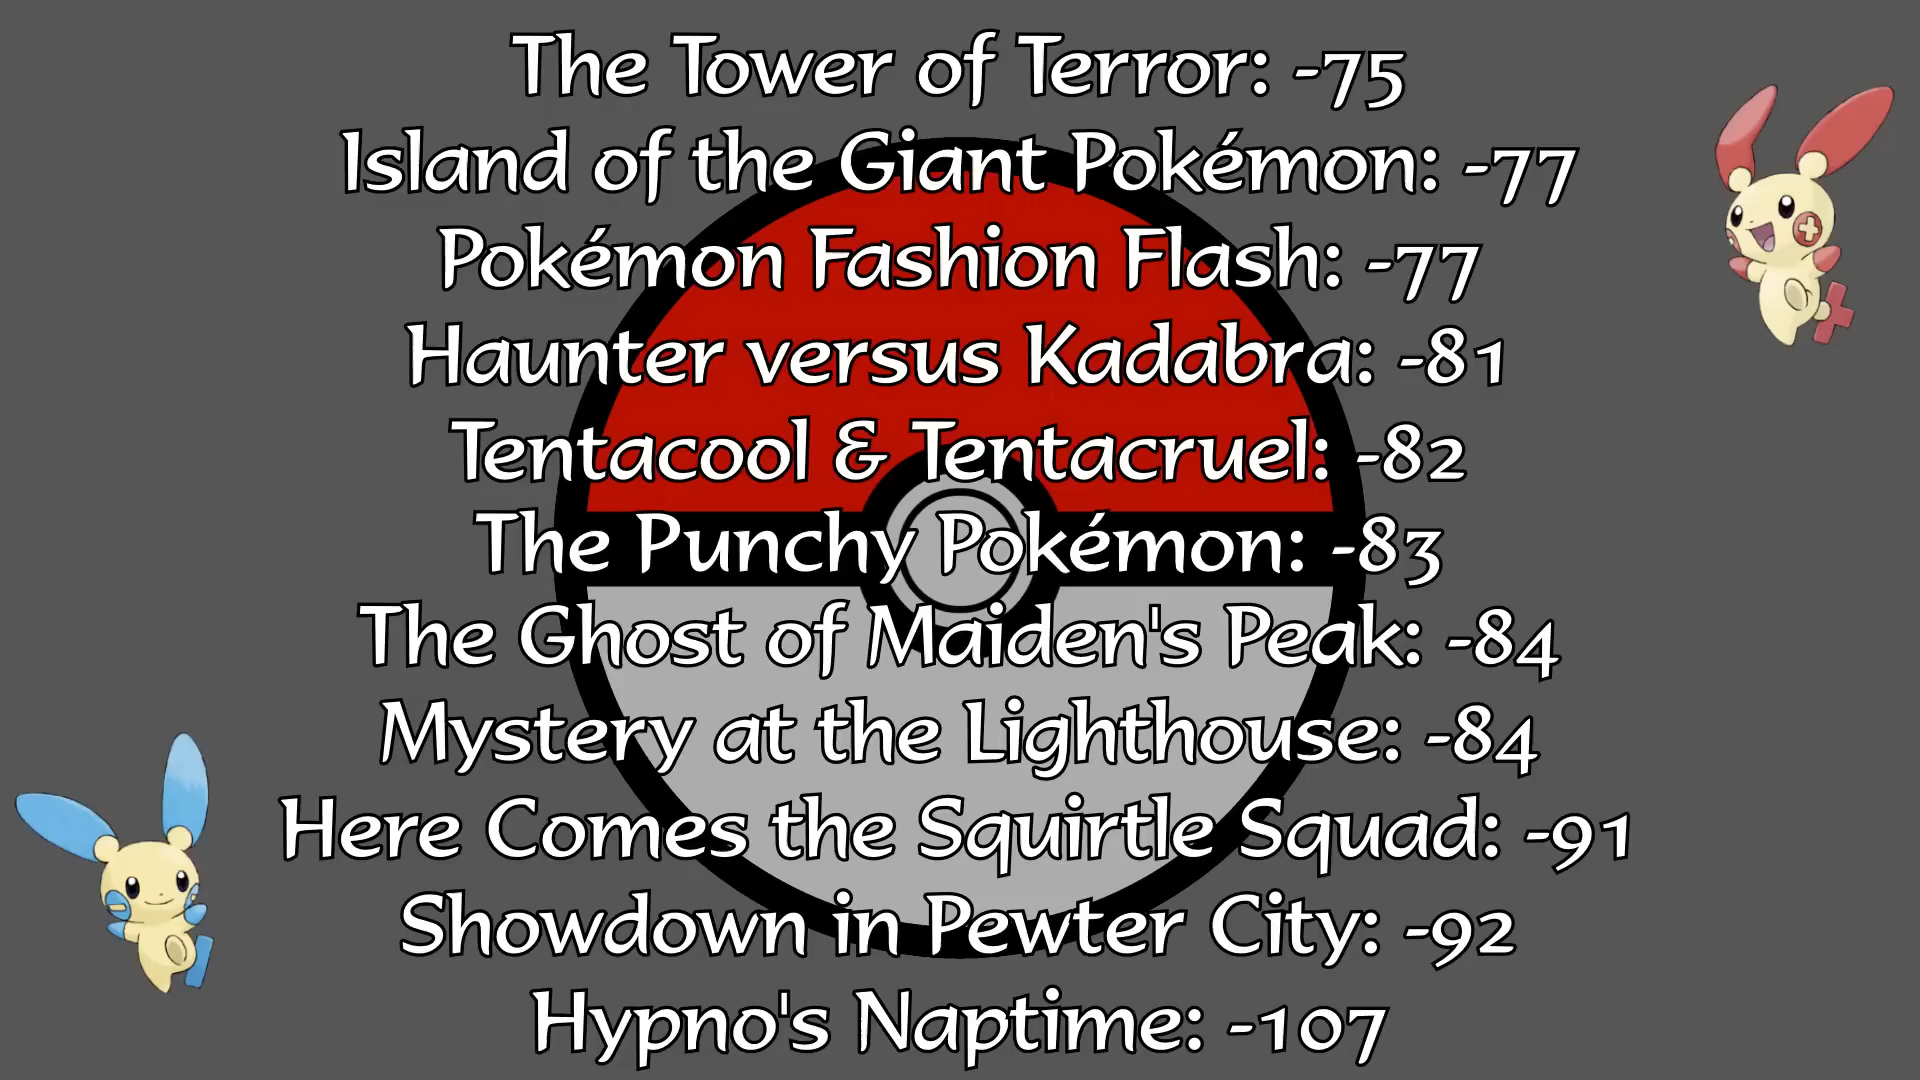 The Tower of Terror: -75
Island of the Giant Pokémon: -77
Pokémon Fashion Flash: -77
Haunter versus Kadabra: -81
Tentacool & Tentacruel: -82
The Punchy Pokémon: -83
The Ghost of Maiden's Peak: -84
Mystery at the Lighthouse: -84
Here Comes the Squirtle Squad: -91
Showdown in Pewter City: -92
Hypno's Naptime: -107